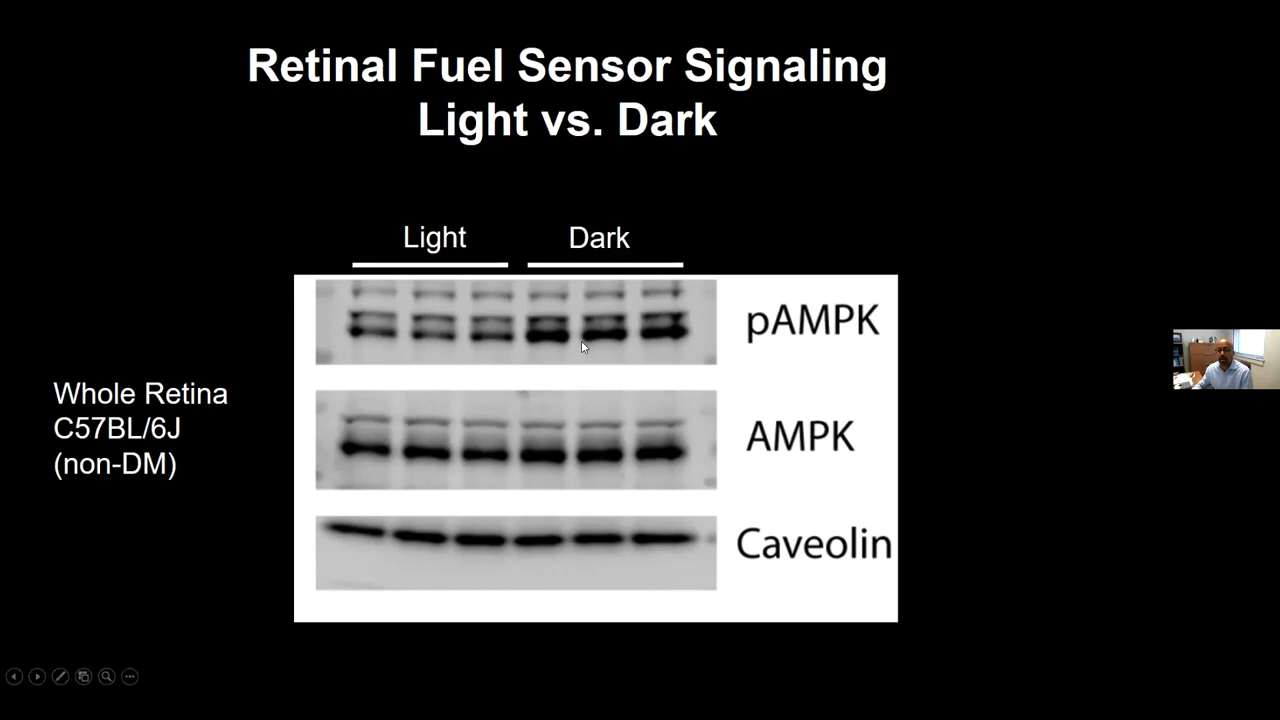 Retinal Fuel Sensor Signaling
Light vs. Dark
Light
Dark
pAMPK
Whole Retina
C57BL/6J
(non-DM)
AMPK
Caveolin